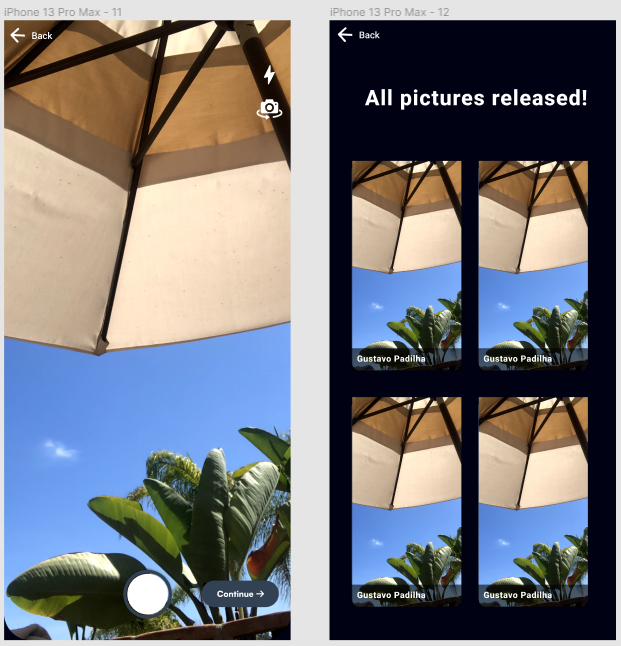 iPhone 13 Pro Max - 11
Back
Continue →
iPhone 13 Pro Max - 12
Back
All pictures released!
Gustavo Padilha
Gustavo Padilha
Gustavo Padilha
Gustavo Padilha